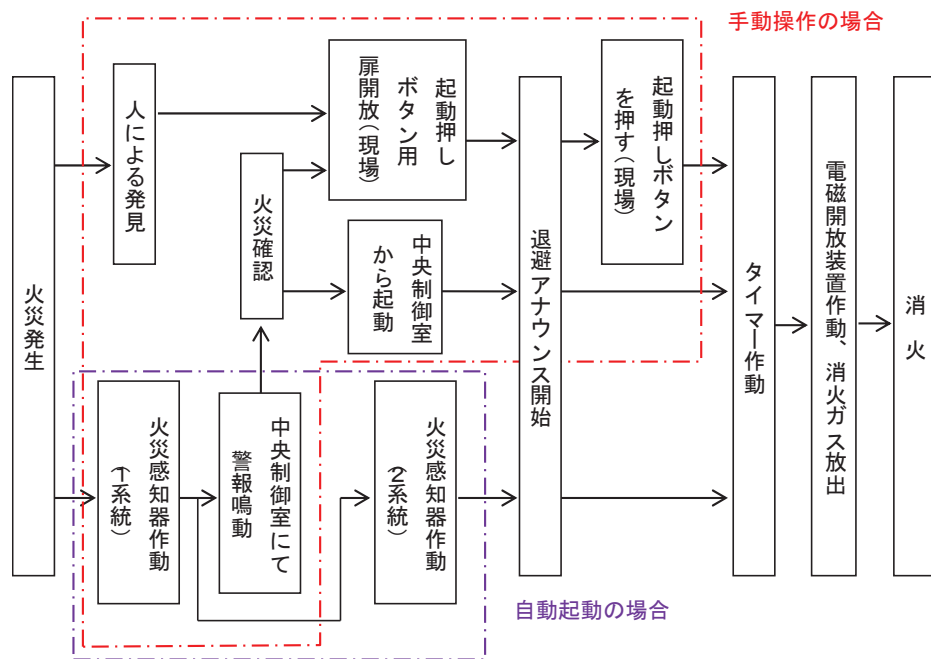 手動操作の場合
火災発生
人による発見
火災確認
起動押し
ボタン用
扉開放(現場)
中央制御室
から起動
退避アナウンス開始
起動押しボタン
を押す(現場)
タイマー作動
電磁開放装置作動、消火ガス放出
消火
火災感知器作動
(1系統)
中央制御室にて
警報鳴動
火災感知器作動
(2系統)
自動起動の場合